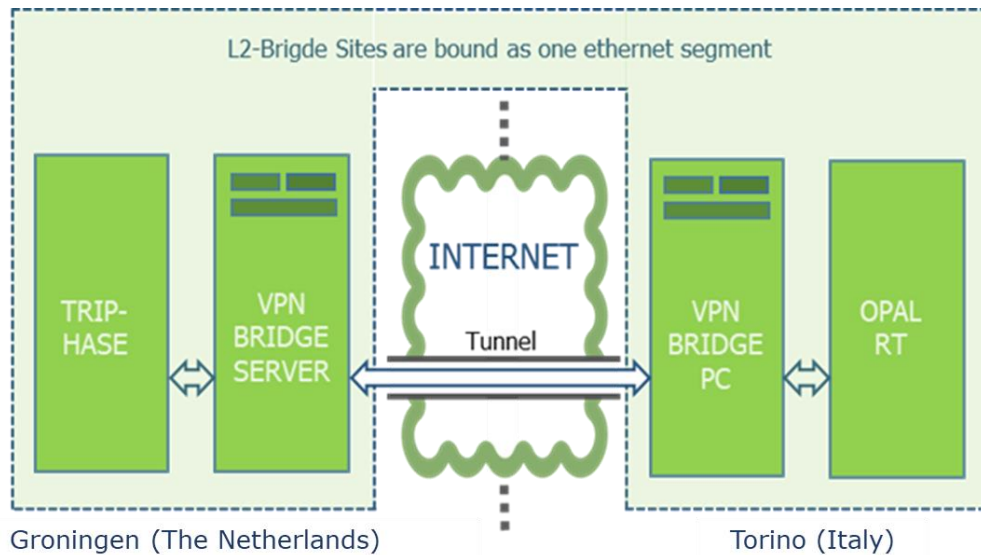 L2-Brigde Sites are bound as one ethernet segment
TRIP-
HASE
VPN
BRIDGE
SERVER
INTERNET
Tunnel
VPN
BRIDGE
PC
OPAL
RT
Groningen (The Netherlands)
Torino (Italy)